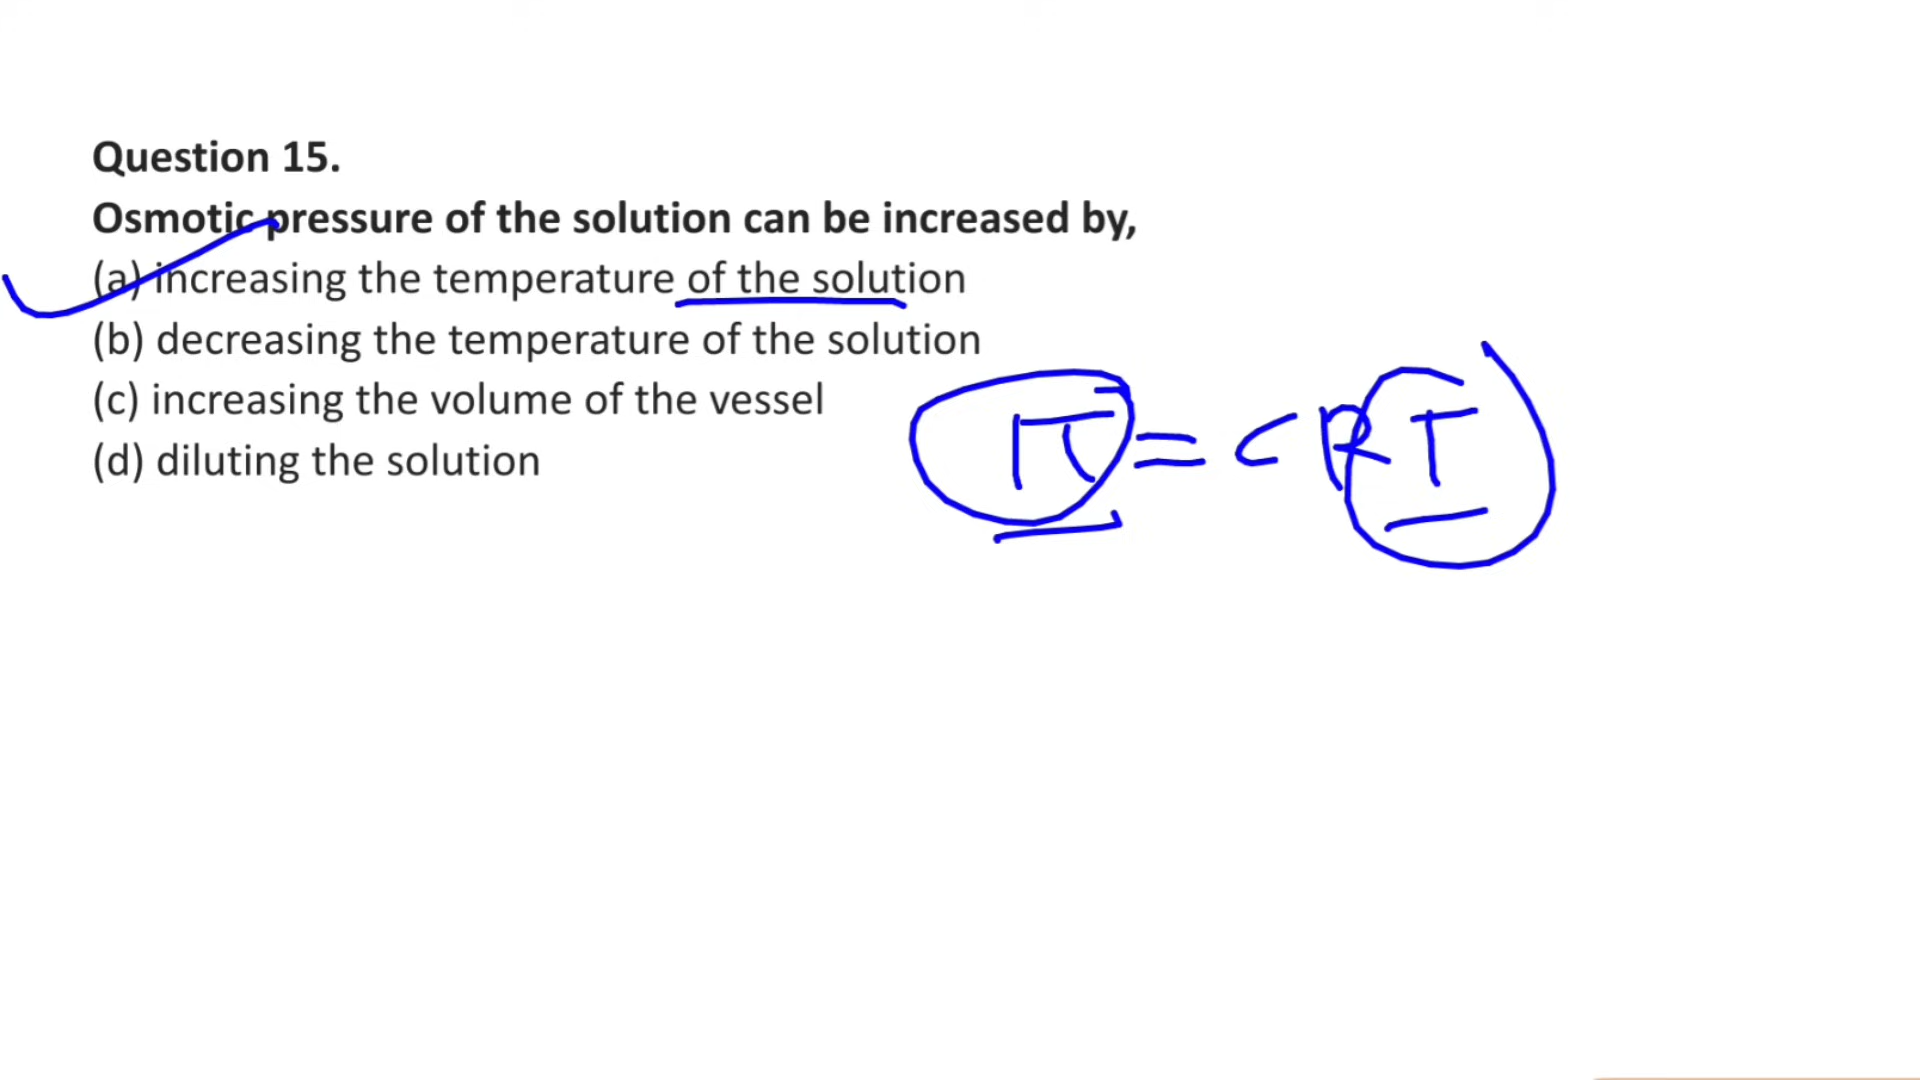 Question 15.
Osmotic pressure of the solution can be increased by,
(a) increasing the temperature of the solution
(b) decreasing the temperature of the solution
(c) increasing the volume of the vessel
(d) diluting the solution
π = CRT